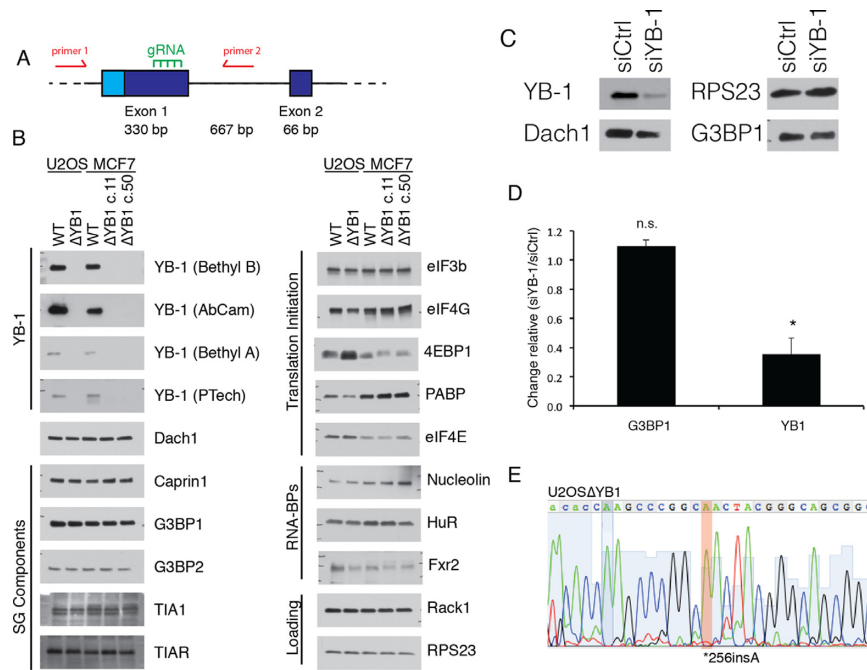 A
primer 1
gRNA
primer 2
Exon 1
330 bp
667 bp
Exon 2
66 bp
B
U2OS MCF7
WT
ΔYB1
WT
ΔYB1 c.11
ΔYB1 c.50
YB-1
YB-1 (Bethyl B)
YB-1 (AbCam)
YB-1 (Bethyl A)
YB-1 (PTech)
Dach1
SG Components
Caprin1
G3BP1
G3BP2
TIA1
TIAR
U2OS MCF7
WT
ΔYB1
WT
ΔYB1 c.11
ΔYB1 c.50
Translation Initiation
eIF3b
eIF4G
4EBP1
PABP
eIF4E
RNA-BPs
Nucleolin
HuR
Fxr2
Loading
Rack1
RPS23
C
siCtrl
siYB-1
YB-1
Dach1
siCtrl
siYB-1
RPS23
G3BP1
D
Change relative (siYB-1/siCtrl)
1.2
1.0
0.8
0.6
0.4
0.2
0
n.s.
*
G3BP1
YB1
E
U2OSΔYB1
a c a c c A A G C C C G G C A A C T A C G G G C A G C G G
*256insA